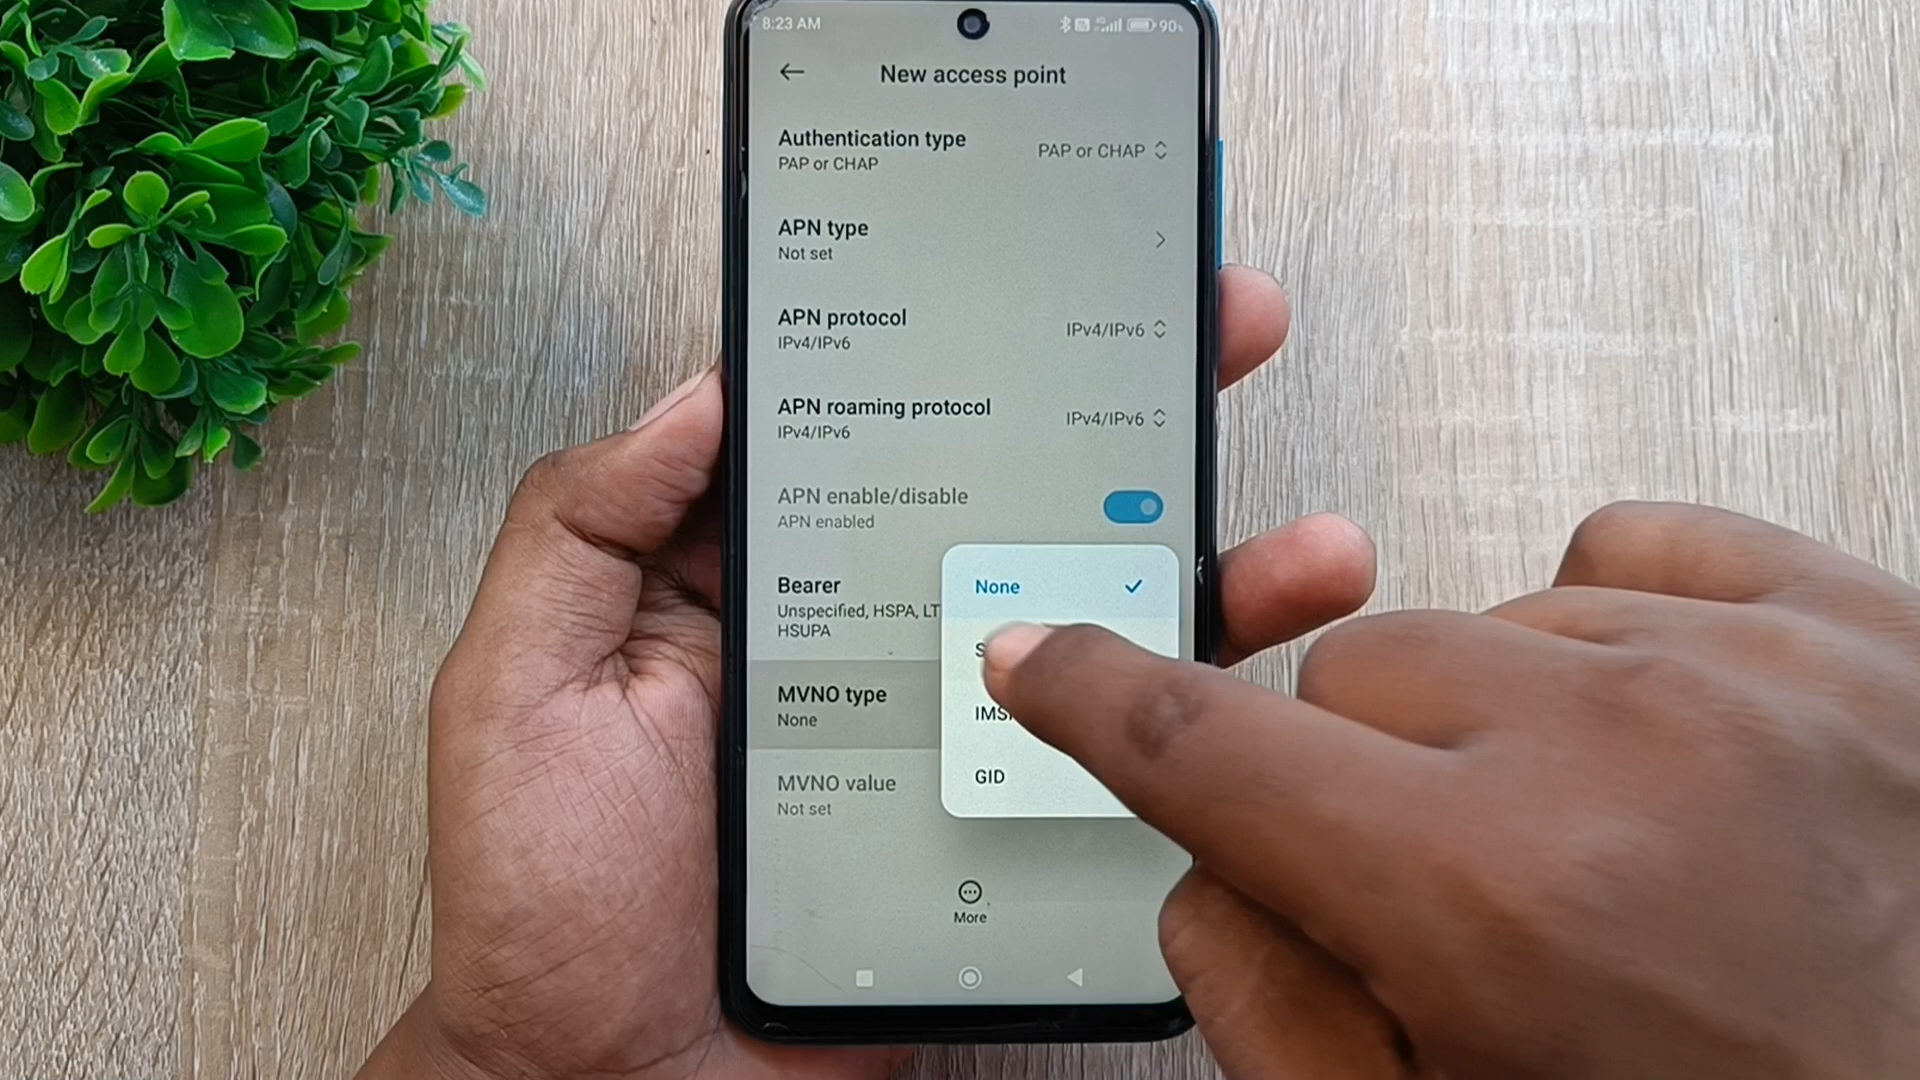 8:23 AM
90%
New access point
Authentication type
PAP or CHAP
PAP or CHAP
APN type
Not set
APN protocol
IPv4/IPv6
IPv4/IPv6
APN roaming protocol
IPv4/IPv6
IPv4/IPv6
APN enable/disable
APN enabled
Bearer
Unspecified, HSPA, LT
HSUPA
None
IMSI
MVNO type
None
GID
MVNO value
Not set
More